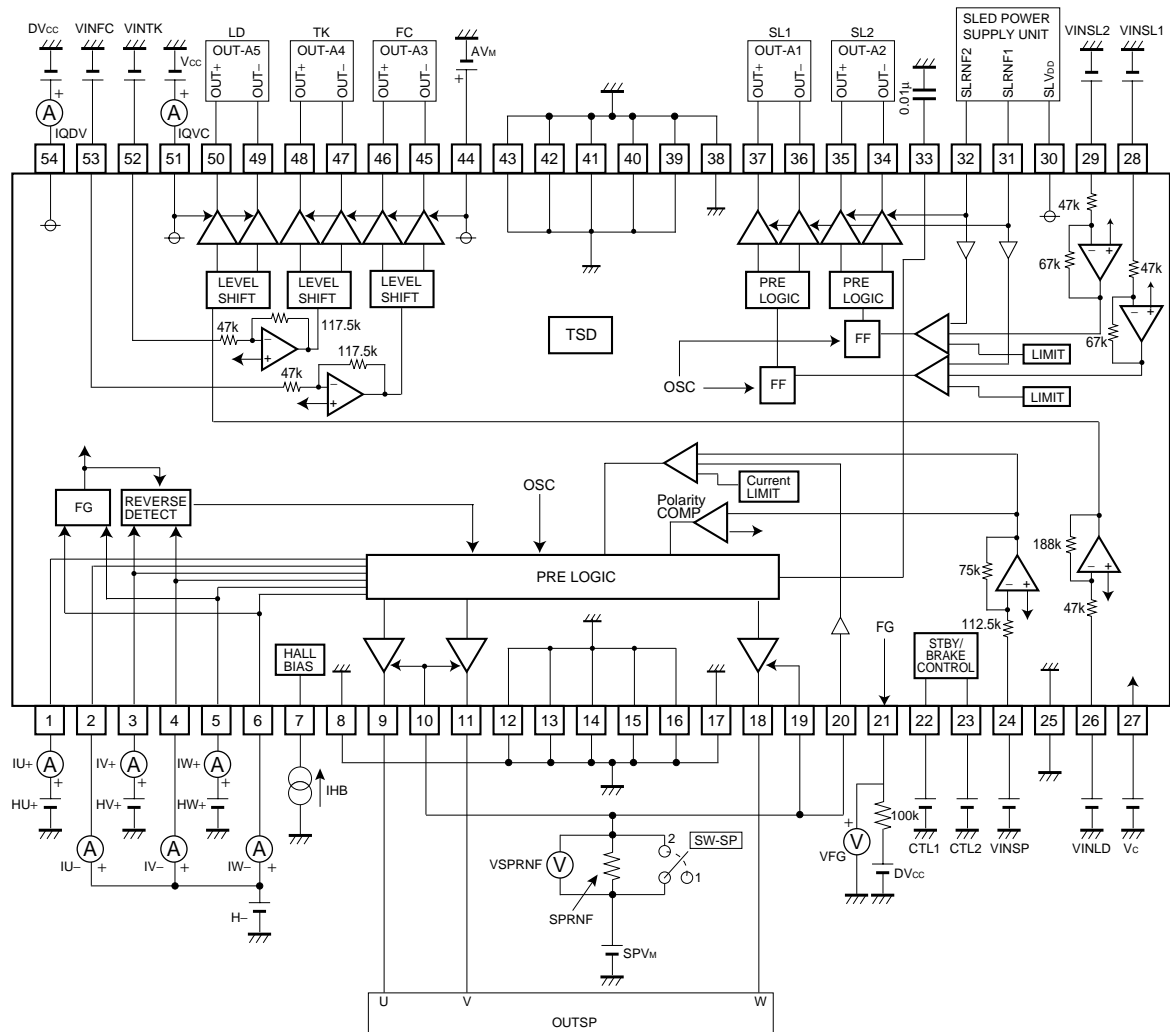 DVCC VINFC VINTK
VCC
LD TK FC
OUT-A5 OUT-A4 OUT-A3
OUT+ OUT− OUT+ OUT− OUT+ OUT−
AVM
SL1 SL2
OUT-A1 OUT-A2
OUT+ OUT− OUT+ OUT−
0.01μ
SLED POWER
SUPPLY UNIT
SLRNF2 SLRNF1 SLVDD
VINSL2 VINSL1
A A
IQDV IQVC
54 53 52 51 50 49 48 47 46 45 44 43 42 41 40 39 38 37 36 35 34 33 32 31 30 29 28
47k
67k
47k
67k
LEVEL
SHIFT
LEVEL
SHIFT
LEVEL
SHIFT
PRE
LOGIC
PRE
LOGIC
47k 117.5k
47k 117.5k
TSD
FF
FF
OSC
LIMIT
LIMIT
FG
REVERSE
DETECT
OSC
Current
LIMIT
Polarity
COMP
PRE LOGIC
75k
112.5k
188k
47k
HALL
BIAS
FG
STBY/
BRAKE
CONTROL
1 2 3 4 5 6 7 8 9 10 11 12 13 14 15 16 17 18 19 20 21 22 23 24 25 26 27
IU+ A IV+ A IW+ A
HU+ HV+ HW+
IHB
IU− A IV− A IW− A
H−
VSPRNF V
2 SW-SP
1
SPRNF
SPVM
VFG V
100k
DVCC
CTL1 CTL2 VINSP VINLD VC
U V W
OUTSP